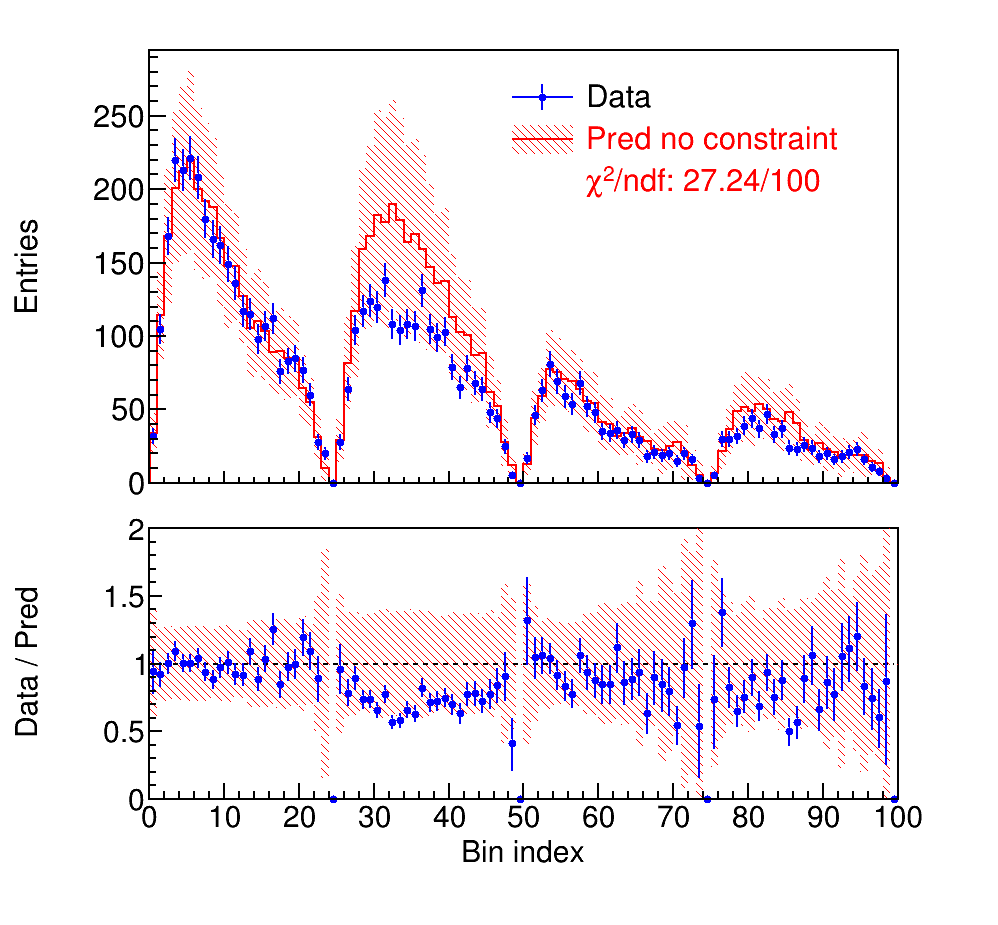 Data
Pred no constraint
χ²/ndf: 27.24/100
Entries
250
200
150
100
50
0
Data / Pred
2
1.5
1
0.5
0
0 10 20 30 40 50 60 70 80 90 100
Bin index